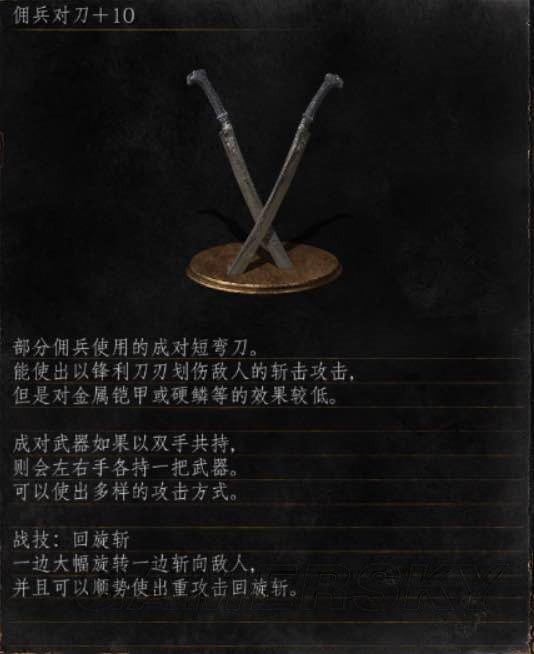 佣兵对刀＋10
部分佣兵使用的成对短弯刀。
能使出以锋利刀刃划伤敌人的斩击攻击，
但是对金属铠甲或硬鳞等的效果较低。
成对武器如果以双手共持，
则会左右手各持一把武器。
可以使出多样的攻击方式。
战技：回旋斩
一边大幅旋转一边斩向敌人，
并且可以顺势使出重攻击回旋斩。
GAMERSKY